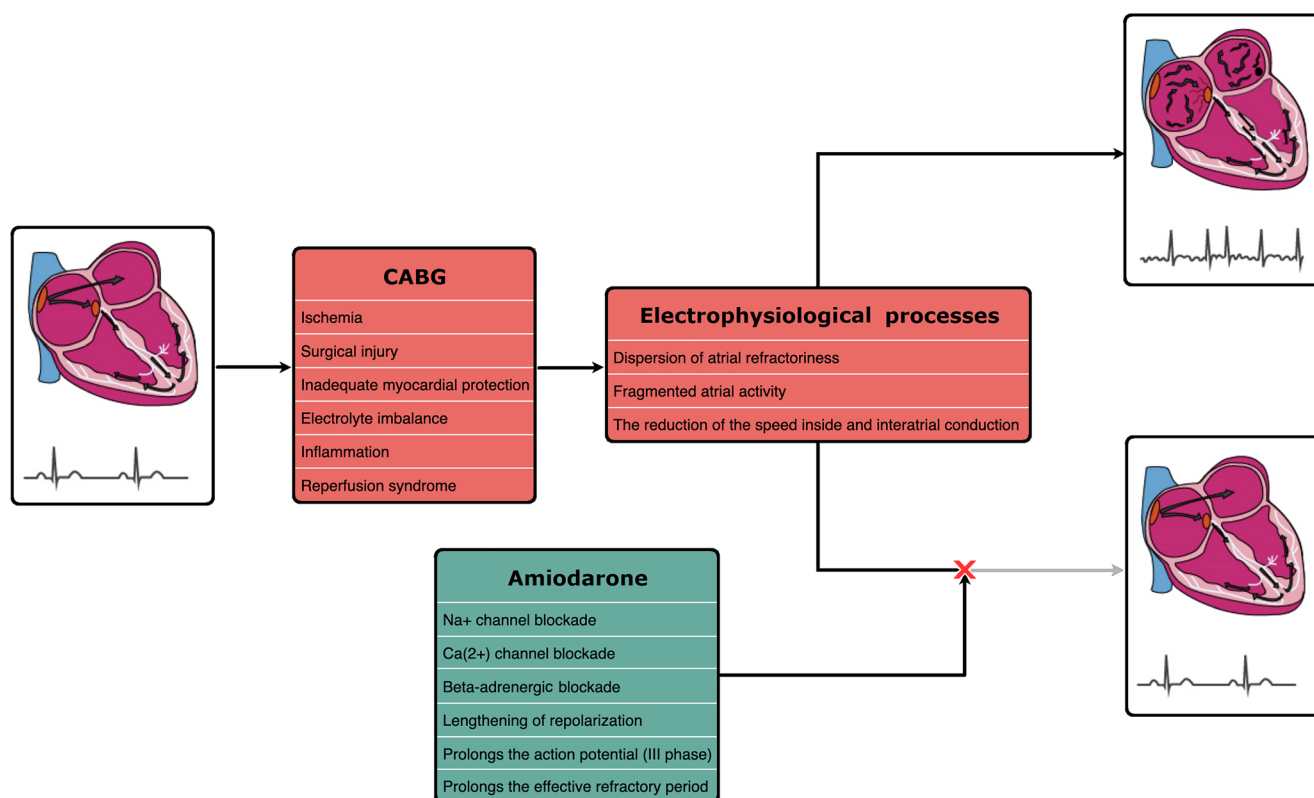 CABG
Ischemia
Surgical injury
Inadequate myocardial protection
Electrolyte imbalance
Inflammation
Reperfusion syndrome
Electrophysiological processes
Dispersion of atrial refractoriness
Fragmented atrial activity
The reduction of the speed inside and interatrial conduction
Amiodarone
Na+ channel blockade
Ca(2+) channel blockade
Beta-adrenergic blockade
Lengthening of repolarization
Prolongs the action potential (III phase)
Prolongs the effective refractory period